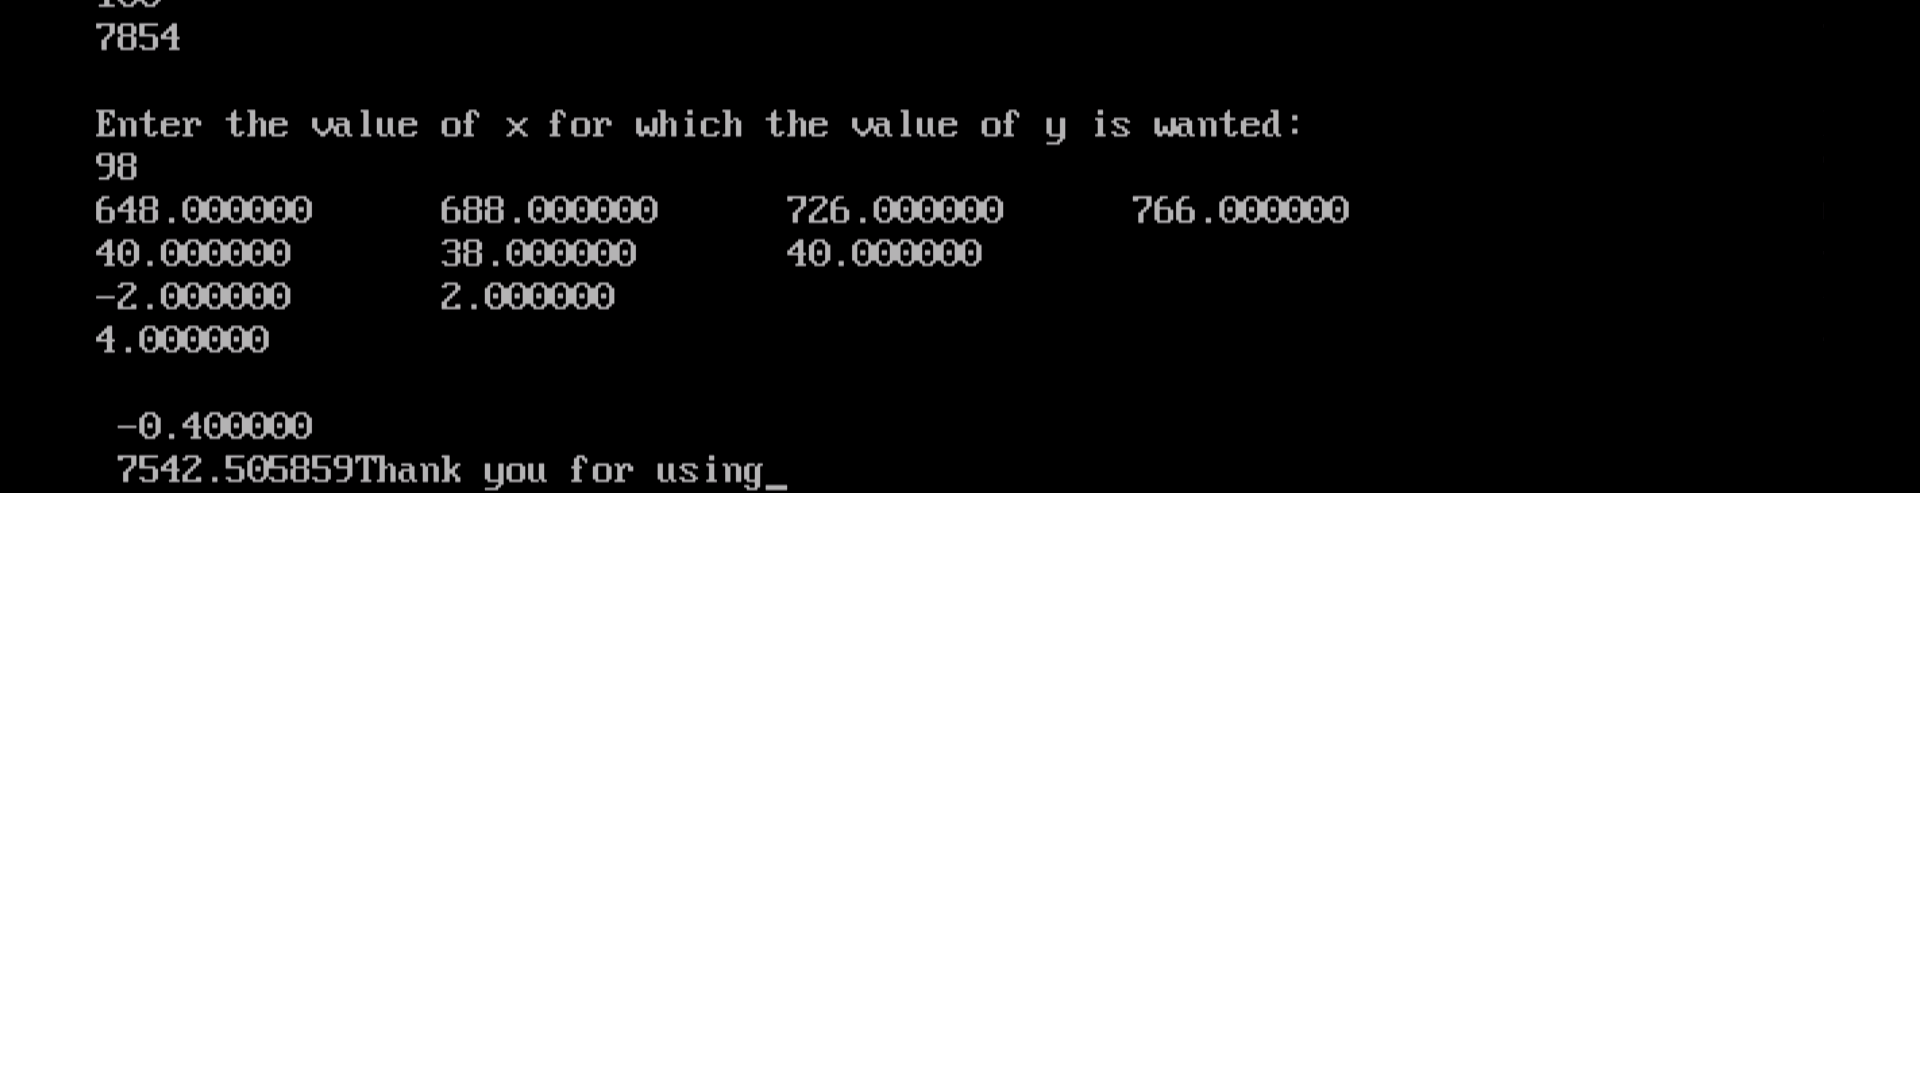 7854
Enter the value of x for which the value of y is wanted:
98
648.000000 688.000000 726.000000 766.000000
40.000000 38.000000 40.000000
-2.000000 2.000000
4.000000
-0.400000
7542.505859Thank you for using_